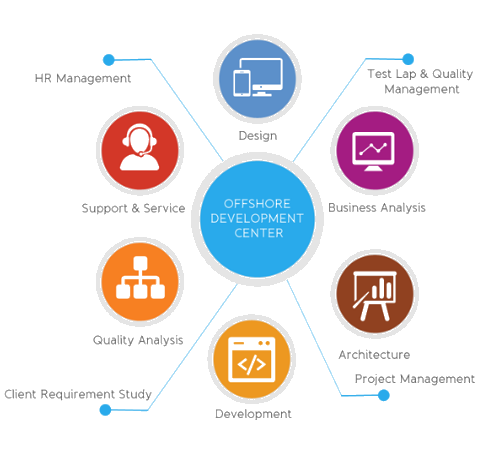 HR Management
Test Lap & Quality
Management
Design
Support & Service
OFFSHORE
DEVELOPMENT
CENTER
Business Analysis
Quality Analysis
Architecture
Project Management
Client Requirement Study
Development